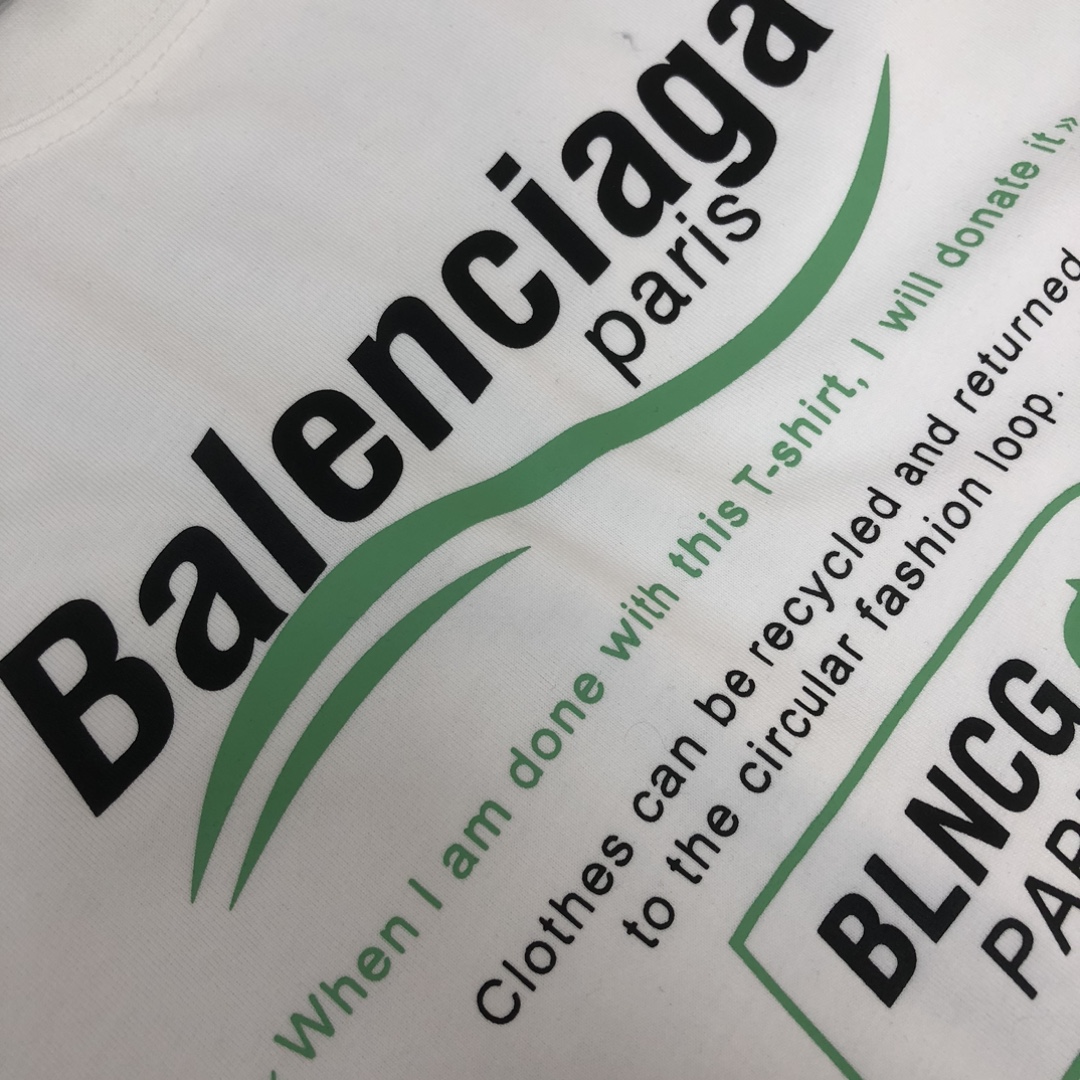 Balenciaga
paris
When I am done with this T-shirt, I will donate it»
Clothes can be recycled and returned
to the circular fashion loop.
BLNCG